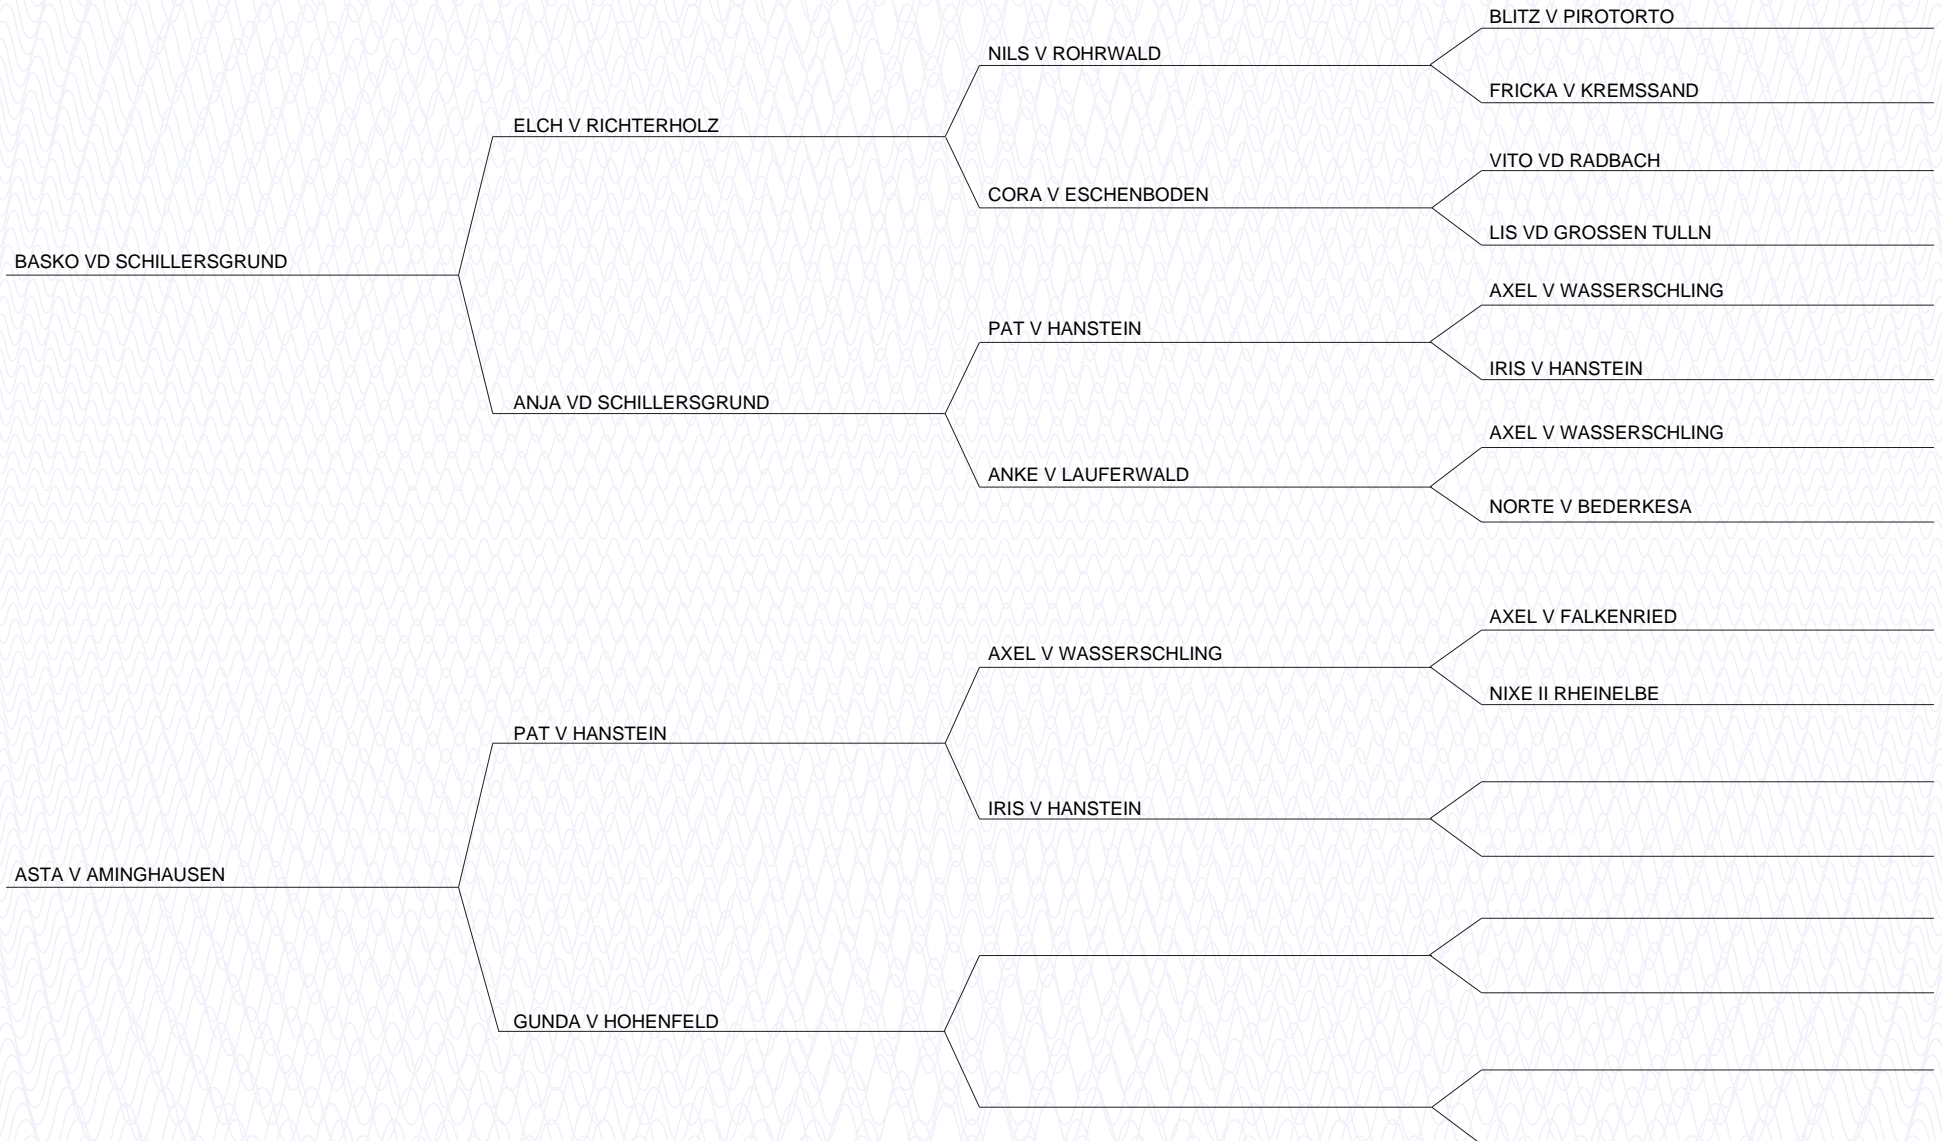 BLITZ V PIROTORTO
NILS V ROHRWALD
FRICKA V KREMSSAND
ELCH V RICHTERHOLZ
VITO VD RADBACH
CORA V ESCHENBODEN
LIS VD GROSSEN TULLN
BASKO VD SCHILLERSGRUND
AXEL V WASSERSCHLING
PAT V HANSTEIN
IRIS V HANSTEIN
ANJA VD SCHILLERSGRUND
AXEL V WASSERSCHLING
ANKE V LAUFERWALD
NORTE V BEDERKESA
AXEL V FALKENRIED
AXEL V WASSERSCHLING
NIXE II RHEINELBE
PAT V HANSTEIN
IRIS V HANSTEIN
ASTA V AMINGHAUSEN
GUNDA V HOHENFELD